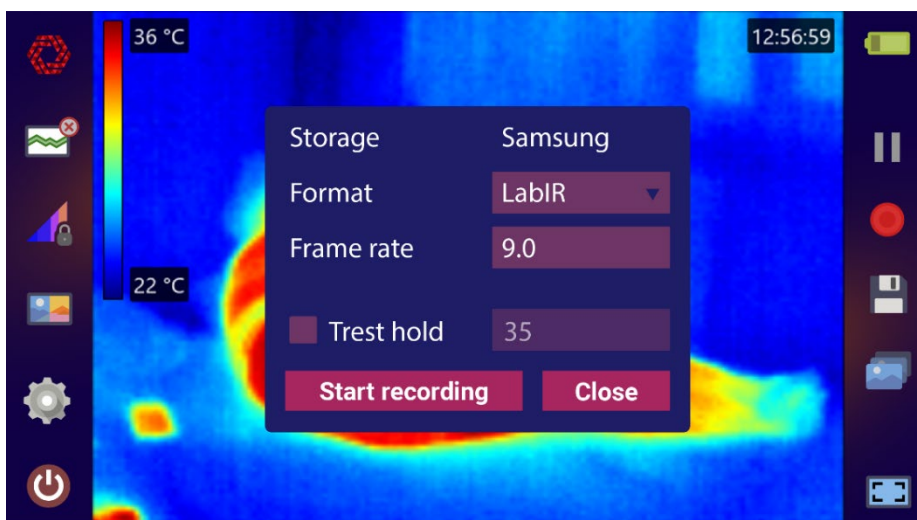 36 °C
12:56:59
Storage Samsung
Format LabIR
Frame rate 9.0
22 °C
Trest hold 35
Start recording Close